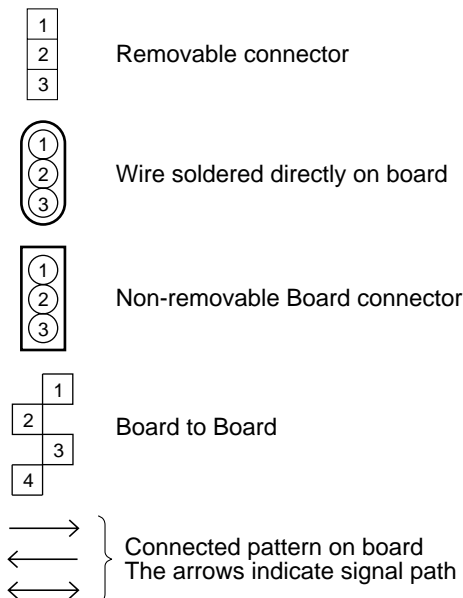 1
2
3
Removable connector
1
2
3
Wire soldered directly on board
1
2
3
Non-removable Board connector
1
2
3
4
Board to Board
Connected pattern on board
The arrows indicate signal path